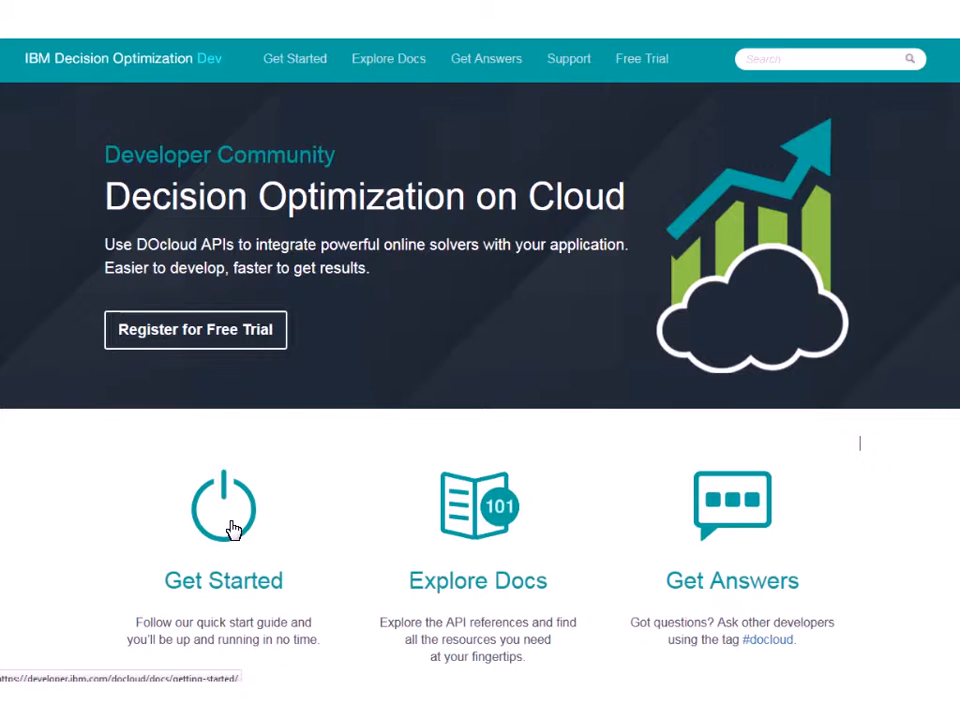 IBM Decision Optimization Dev Get Started Explore Docs Get Answers Support Free Trial Search
Developer Community
Decision Optimization on Cloud
Use DOcloud APIs to integrate powerful online solvers with your application.
Easier to develop, faster to get results.
Register for Free Trial
101
Get Started
Follow our quick start guide and
you'll be up and running in no time.
Explore Docs
Explore the API references and find
all the resources you need
at your fingertips.
Get Answers
Got questions? Ask other developers
using the tag #docloud.
https://developer.ibm.com/docloud/docs/getting-started/